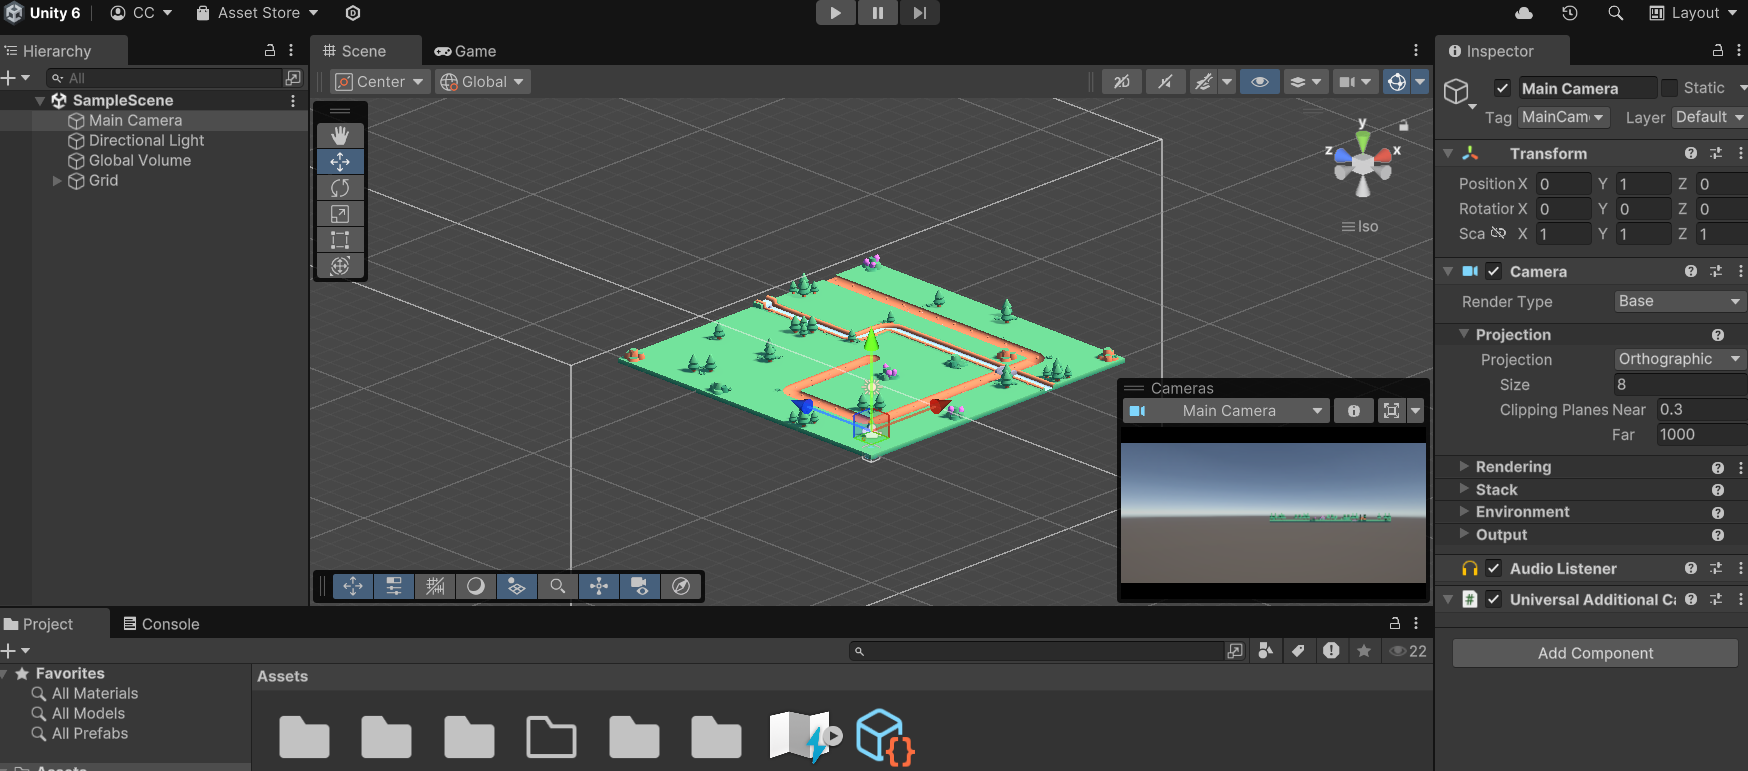 Unity 6 CC Asset Store Layout
Hierarchy
All
SampleScene
Main Camera
Directional Light
Global Volume
Grid
Scene Game
Center Global 2D
y
z x
Iso
Cameras
Main Camera
Inspector
Main Camera Static
Tag MainCam Layer Default
Transform
Position X 0 Y 1 Z 0
Rotatior X 0 Y 0 Z 0
Sca X 1 Y 1 Z 1
Camera
Render Type Base
Projection
Projection Orthographic
Size 8
Clipping Planes Near 0.3
Far 1000
Rendering
Stack
Environment
Output
Audio Listener
# Universal Additional Ca
Add Component
Project Console
22
Favorites
All Materials
All Models
All Prefabs
Assets
Assets
{}